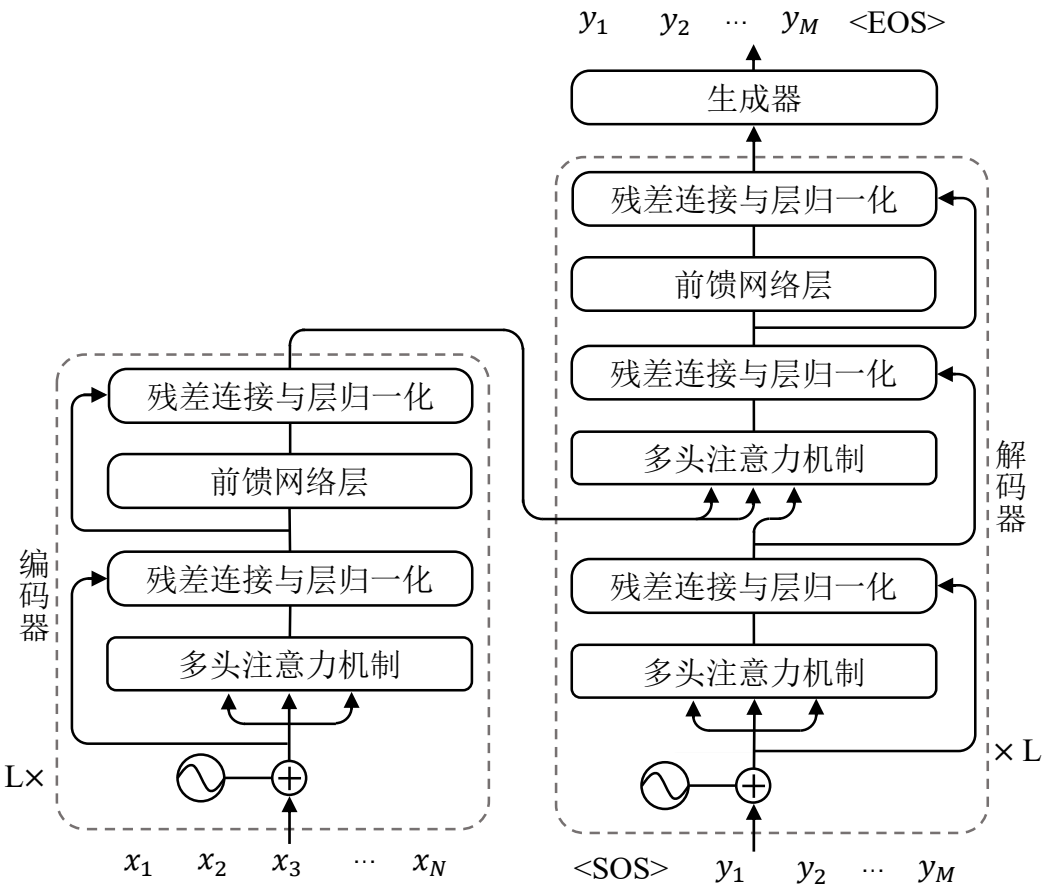 y₁ y₂ ... y_M <EOS>
生成器
残差连接与层归一化
前馈网络层
残差连接与层归一化
多头注意力机制
残差连接与层归一化
多头注意力机制
解码器
× L
<SOS> y₁ y₂ ... y_M
残差连接与层归一化
前馈网络层
残差连接与层归一化
多头注意力机制
编码器
L×
x₁ x₂ x₃ ... x_N